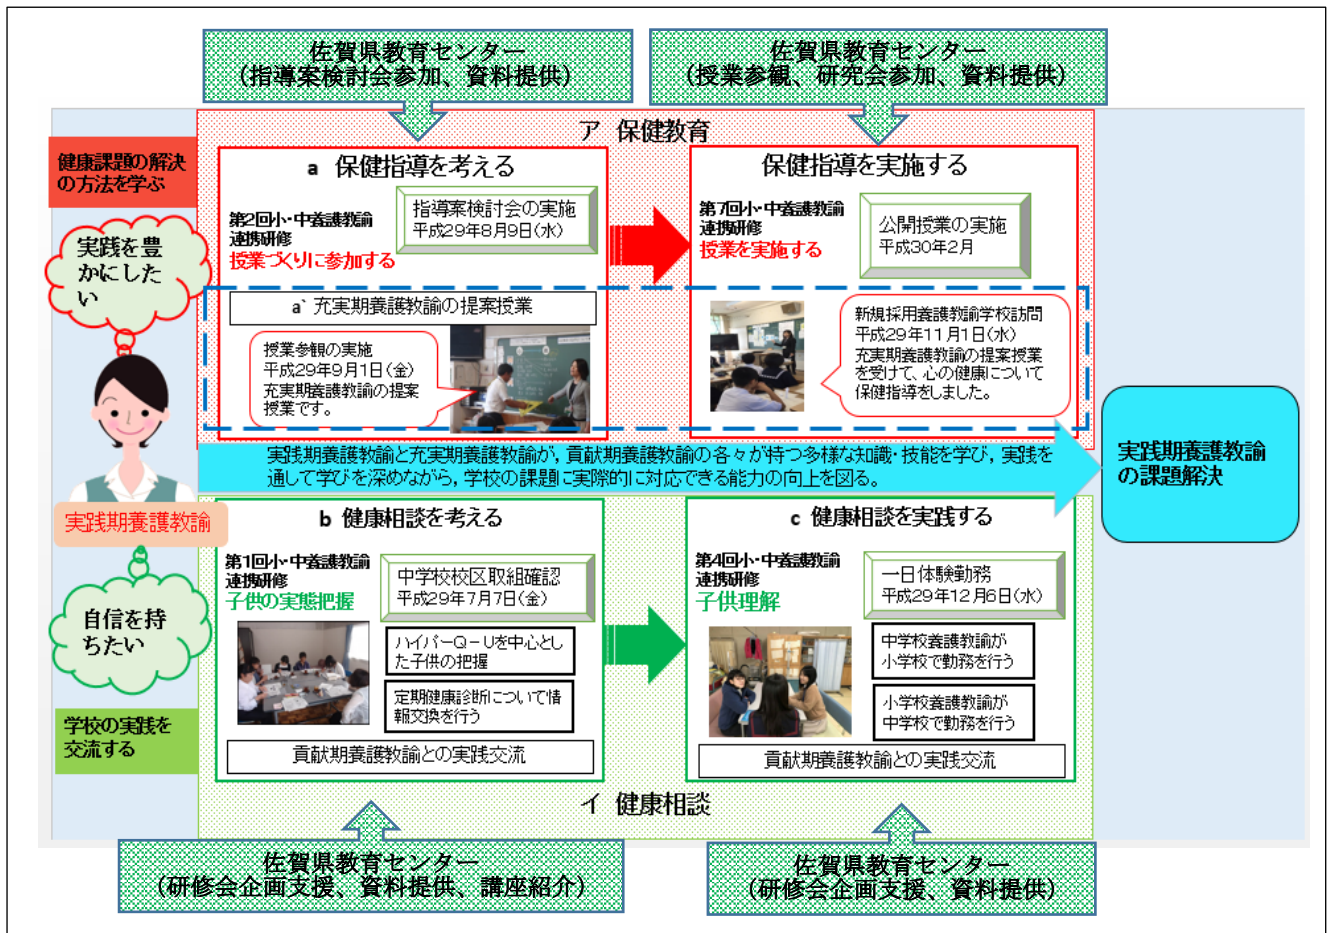 佐賀県教育センター
（指導案検討会参加、資料提供）
佐賀県教育センター
（授業参観、研究会参加、資料提供）
ア 保健教育
健康課題の解決
の方法を学ぶ
実践を豊
かにした
い
実践期養護教諭
自信を持
ちたい
学校の実践を
交流する
a 保健指導を考える
第2回小・中養護教諭
連携研修
授業づくりに参加する
指導案検討会の実施
平成29年8月9日(水)
a` 充実期養護教諭の提案授業
授業参観の実施
平成29年9月1日(金)
充実期養護教諭の提案
授業です。
保健指導を実施する
第7回小・中養護教諭
連携研修
授業を実施する
公開授業の実施
平成30年2月
新規採用養護教諭学校訪問
平成29年11月1日(水)
充実期養護教諭の提案授業
を受けて、心の健康について
保健指導をしました。
実践期養護教諭と充実期養護教諭が，貢献期養護教諭の各々が持つ多様な知識・技能を学び，実践を
通して学びを深めながら，学校の課題に実際的に対応できる能力の向上を図る。
実践期養護教諭
の課題解決
b 健康相談を考える
第1回小・中養護教諭
連携研修
子供の実態把握
中学校校区取組確認
平成29年7月7日(金)
ハイパーQ－Uを中心とし
た子供の把握
定期健康診断について情
報交換を行う
貢献期養護教諭との実践交流
c 健康相談を実践する
第4回小・中養護教諭
連携研修
子供理解
一日体験勤務
平成29年12月6日(水)
中学校養護教諭が
小学校で勤務を行う
小学校養護教諭が
中学校で勤務を行う
貢献期養護教諭との実践交流
イ 健康相談
佐賀県教育センター
（研修会企画支援、資料提供、講座紹介）
佐賀県教育センター
（研修会企画支援、資料提供）